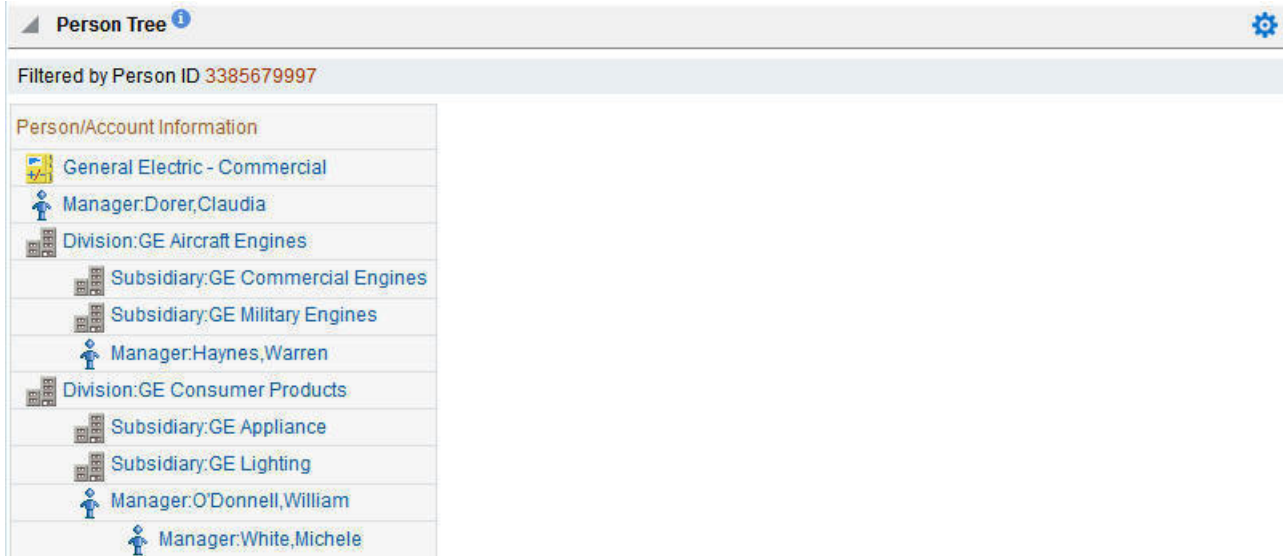 Person Tree
Filtered by Person ID 3385679997
Person/Account Information
General Electric - Commercial
Manager:Dorer,Claudia
Division:GE Aircraft Engines
Subsidiary:GE Commercial Engines
Subsidiary:GE Military Engines
Manager:Haynes,Warren
Division:GE Consumer Products
Subsidiary:GE Appliance
Subsidiary:GE Lighting
Manager:O'Donnell,William
Manager:White,Michele